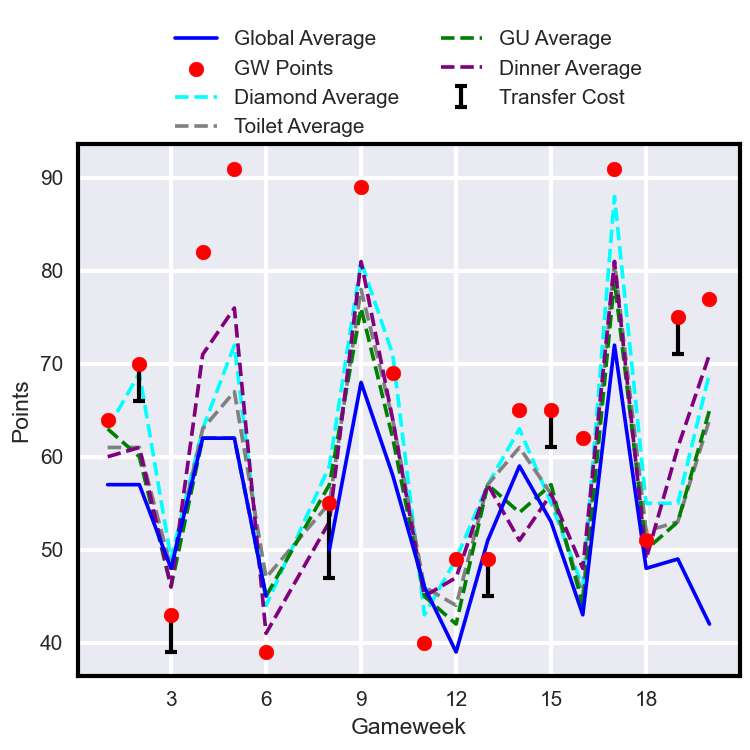 Global Average
GW Points
Diamond Average
Toilet Average
GU Average
Dinner Average
Transfer Cost
Points
90
80
70
60
50
40
3 6 9 12 15 18
Gameweek